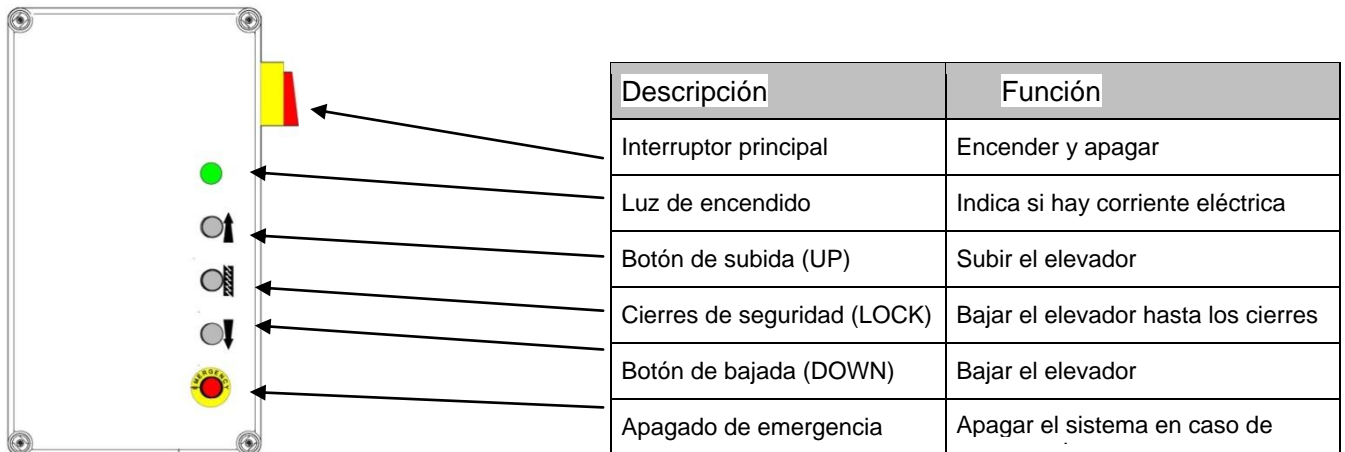 Descripción Función
Interruptor principal Encender y apagar
Luz de encendido Indica si hay corriente eléctrica
Botón de subida (UP) Subir el elevador
Cierres de seguridad (LOCK) Bajar el elevador hasta los cierres
Botón de bajada (DOWN) Bajar el elevador
EMERGENCY
Apagado de emergencia Apagar el sistema en caso de